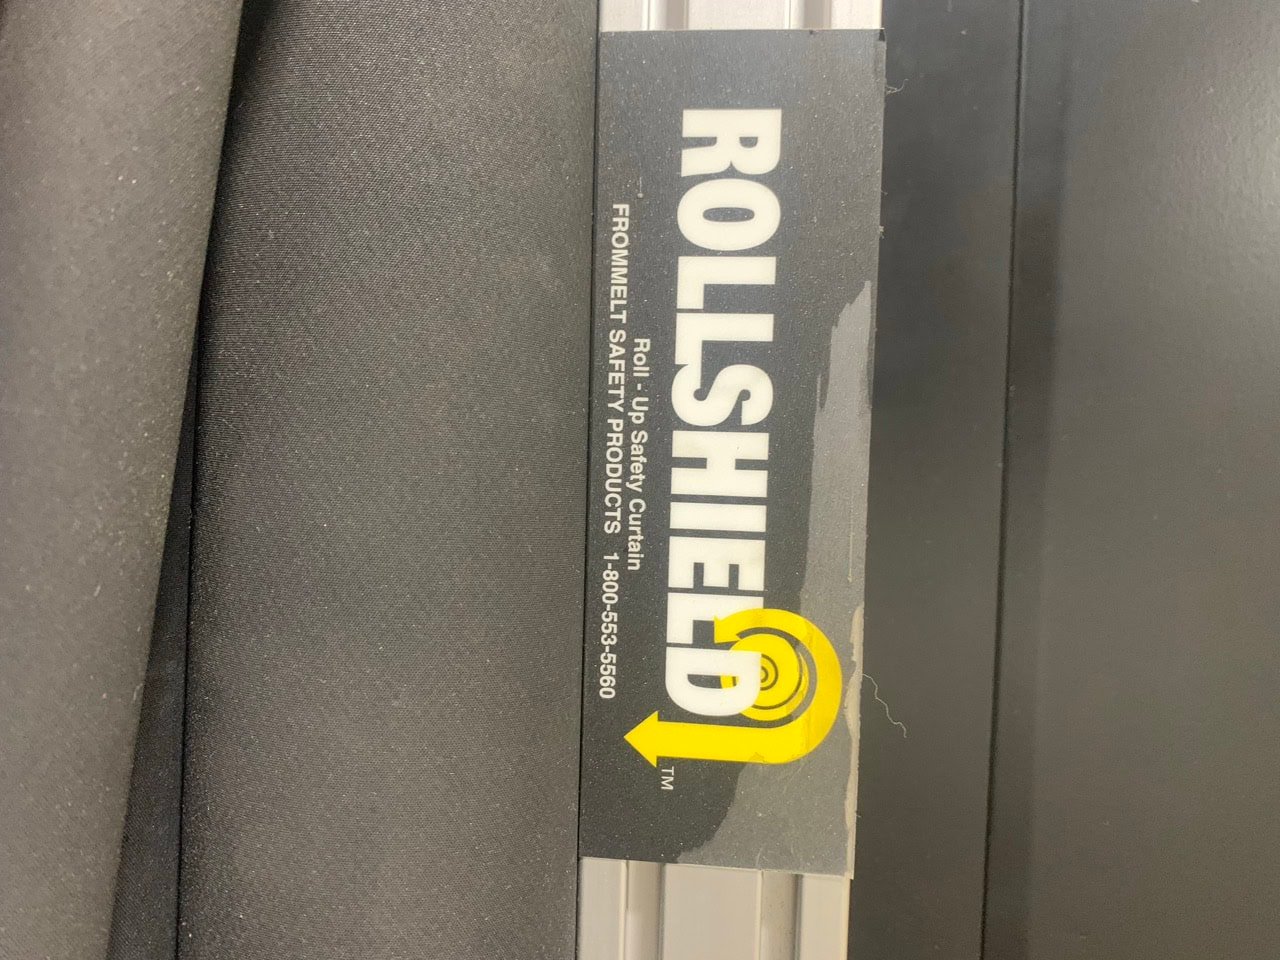 ROLLSHIELD
TM
Roll - Up Safety Curtain
FROMMELT SAFETY PRODUCTS 1-800-553-5560